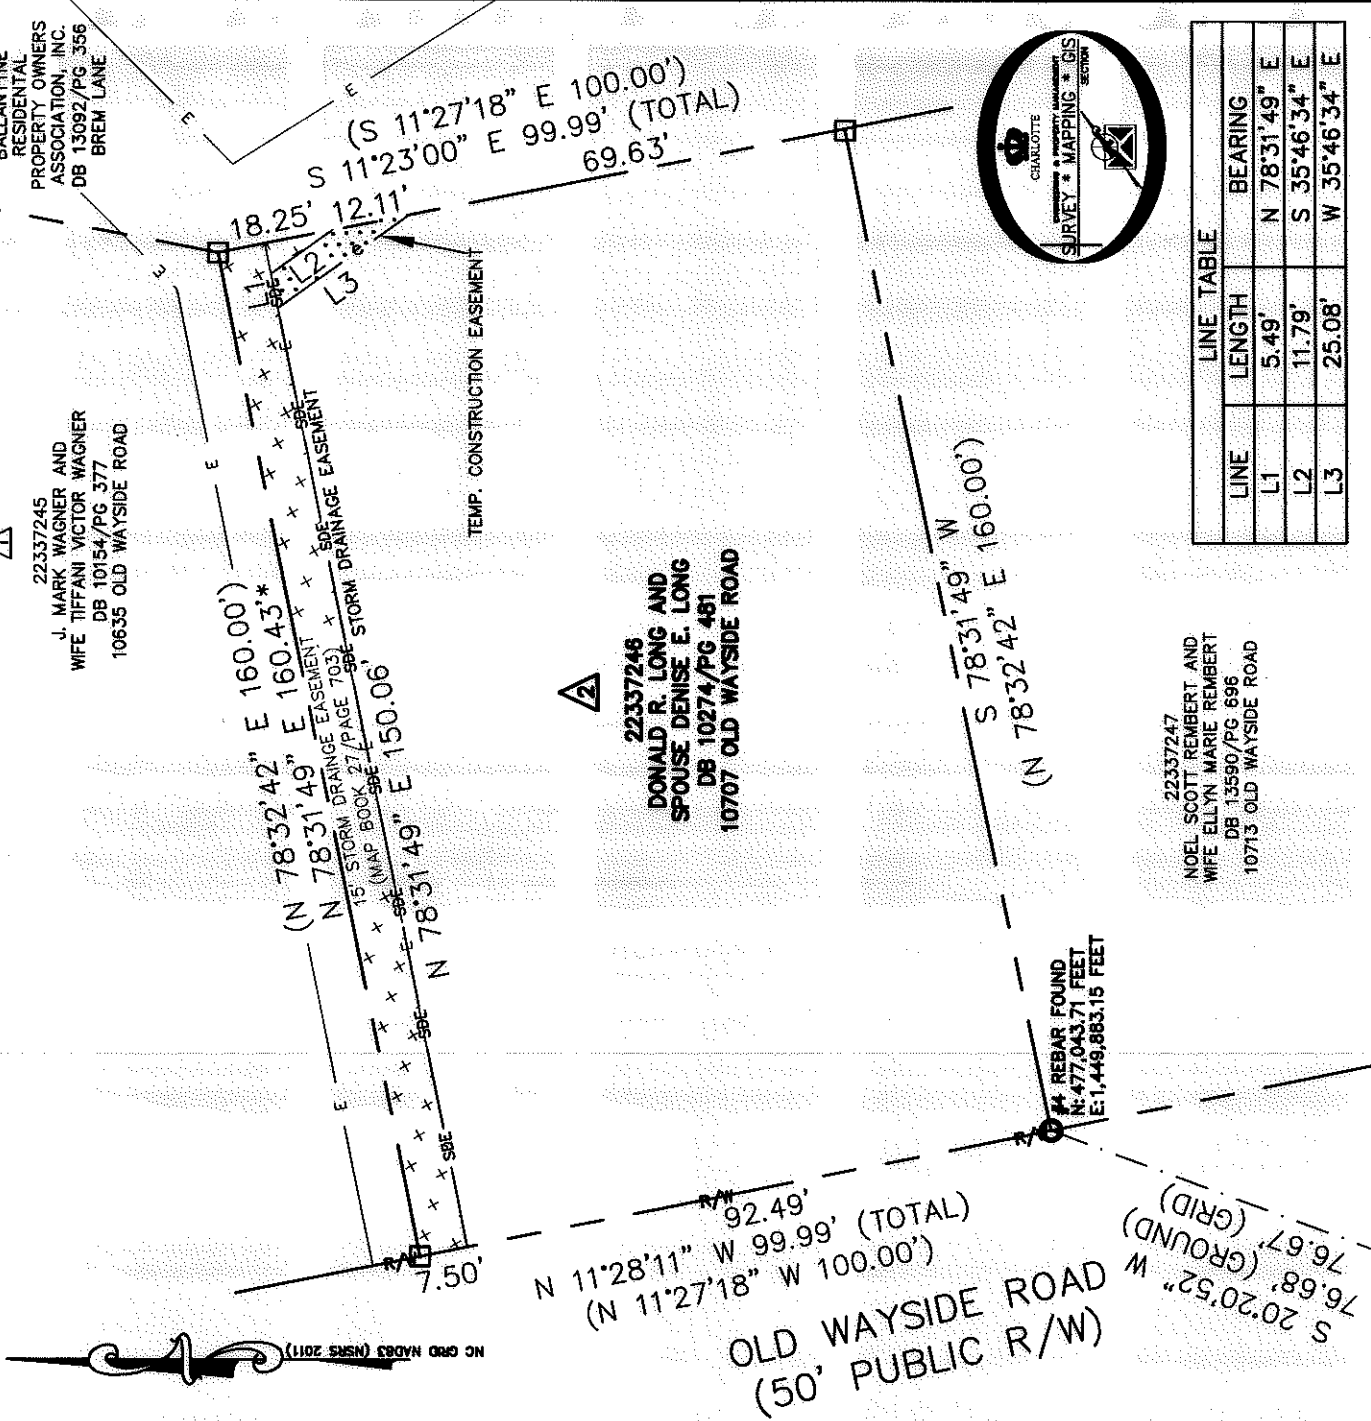 RESIDENTAL
PROPERTY OWNERS
ASSOCIATION, INC.
DB 13092/PG 356
BREM LANE
(S 11°27'18" E 100.00')
S 11°23'00" E 99.99' (TOTAL)
69.63'
18.25'
12.11'
L1
L2
L3
e
SDE
TEMP. CONSTRUCTION EASEMENT
22337245
J. MARK WAGNER AND
WIFE TIFFANI VICTOR WAGNER
DB 10154/PG 377
10635 OLD WAYSIDE ROAD
(N 78°32'42" E 160.00')
N 78°31'49" E 160.43'*
15' STORM DRAINGE EASEMENT
(MAP BOOK 27/PAGE 703)
SDE
STORM DRAINAGE EASEMENT
N 78°31'49" E 150.06'
2
22337246
DONALD R. LONG AND
SPOUSE DENISE E. LONG
DB 10274/PG 481
10707 OLD WAYSIDE ROAD
S 78°31'49" W
(N 78°32'42" E 160.00')
22337247
NOEL SCOTT REMBERT AND
WIFE ELLYN MARIE REMBERT
DB 13590/PG 696
10713 OLD WAYSIDE ROAD
CHARLOTTE
ENGINEERING & PROPERTY MANAGEMENT
SURVEY * MAPPING * GIS
SECTION
LINE TABLE
LINE LENGTH BEARING
L1 5.49' N 78°31'49" E
L2 11.79' S 35°46'34" E
L3 25.08' W 35°46'34" E
#4 REBAR FOUND
N: 477,043.71 FEET
E: 1,449,883.15 FEET
R/W
R/W
R/W
7.50'
92.49'
N 11°28'11" W 99.99' (TOTAL)
(N 11°27'18" W 100.00')
OLD WAYSIDE ROAD
(50' PUBLIC R/W)
S 20°20'52" W
76.68' (GROUND)
76.67' (GRID)
NC GRID NAD83 (NSRS 2011)